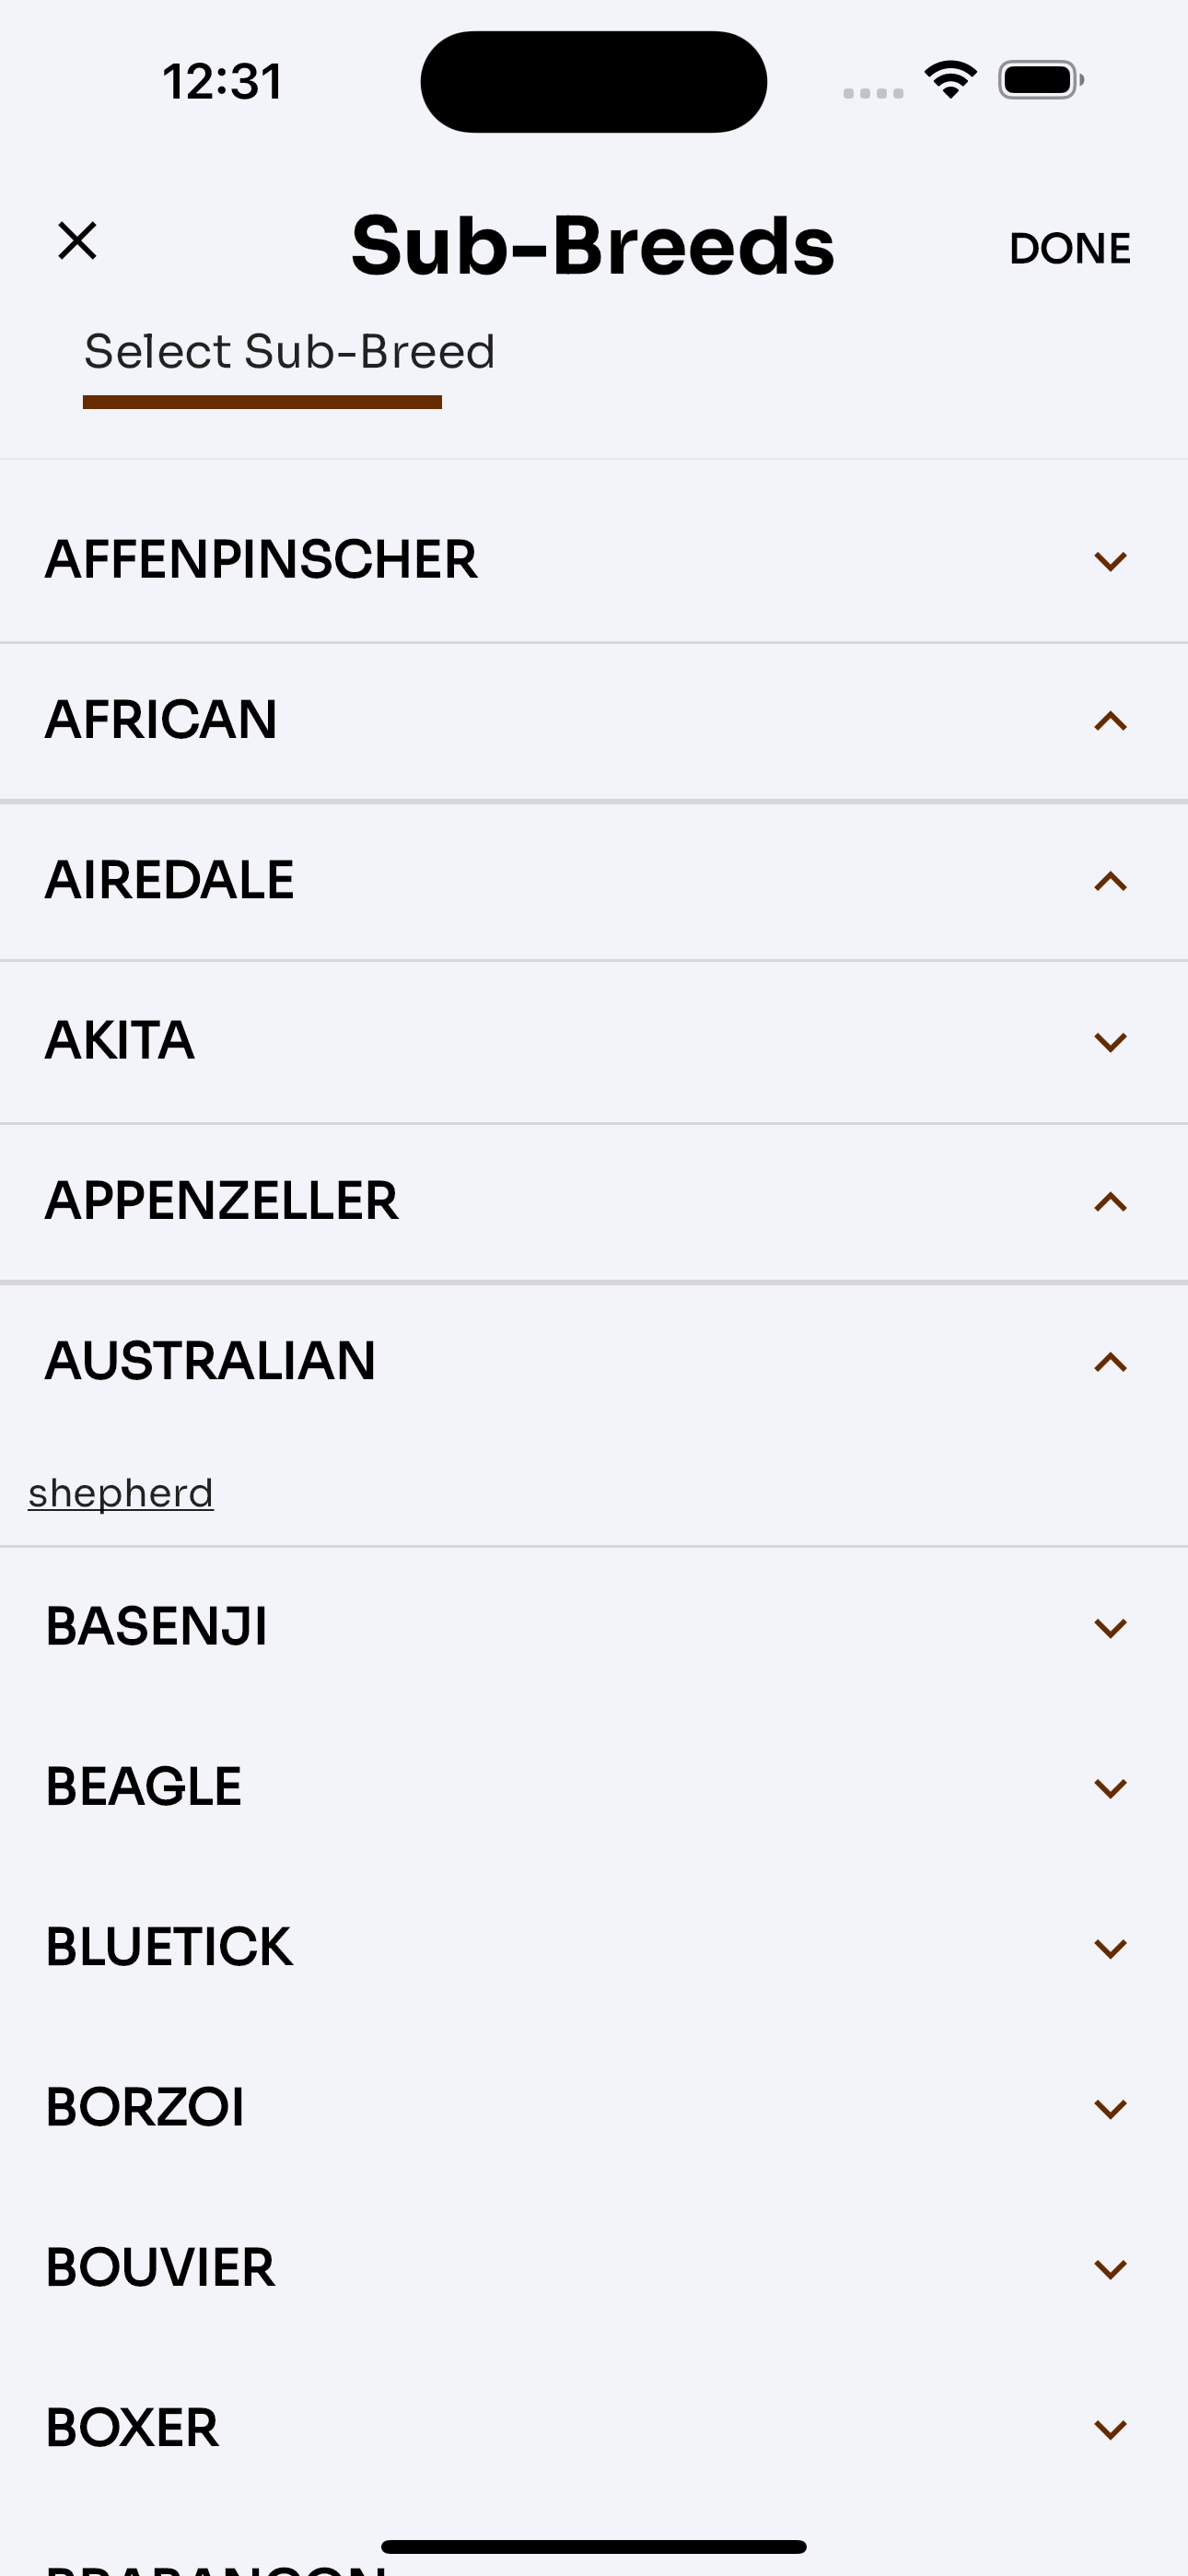 12:31
Sub-Breeds
DONE
Select Sub-Breed
AFFENPINSCHER
AFRICAN
AIREDALE
AKITA
APPENZELLER
AUSTRALIAN
shepherd
BASENJI
BEAGLE
BLUETICK
BORZOI
BOUVIER
BOXER